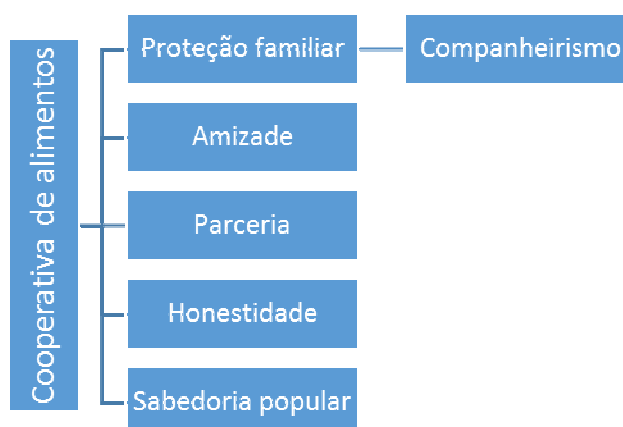 Cooperativa de alimentos
Proteção familiar
Companheirismo
Amizade
Parceria
Honestidade
Sabedoria popular